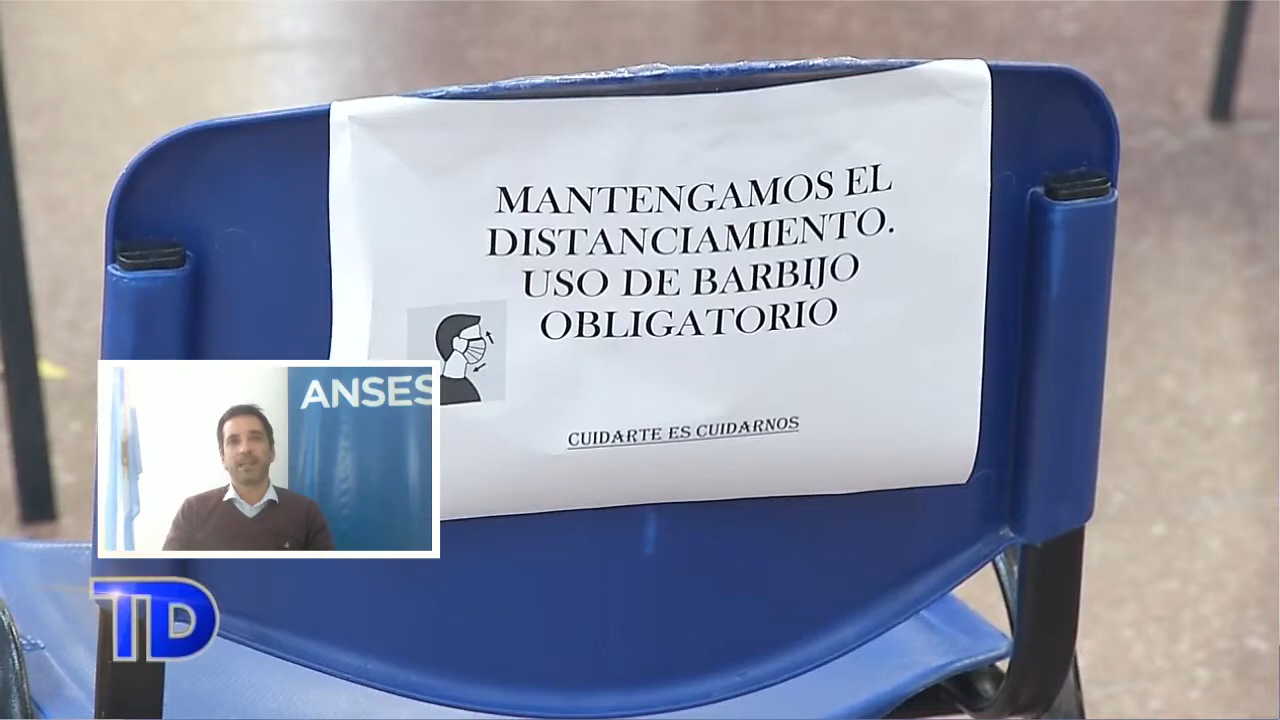 MANTENGAMOS EL
DISTANCIAMIENTO.
USO DE BARBIJO
OBLIGATORIO
CUIDARTE ES CUIDARNOS
ANSES
TD